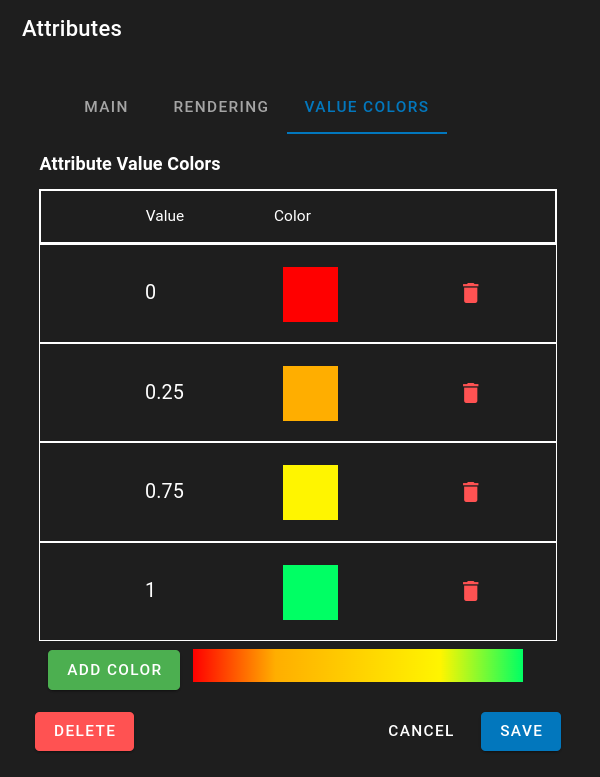 Attributes
MAIN RENDERING VALUE COLORS
Attribute Value Colors
Value Color
0
0.25
0.75
1
ADD COLOR
DELETE CANCEL SAVE